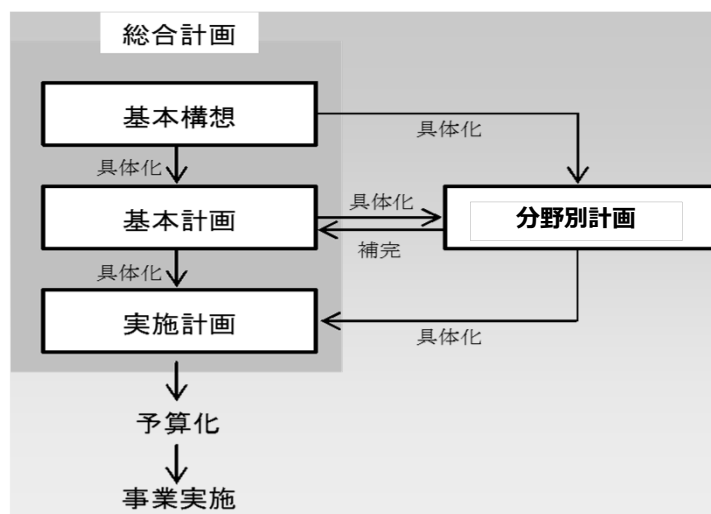 総合計画
基本構想
具体化
具体化
基本計画
具体化
分野別計画
補完
具体化
実施計画
具体化
予算化
事業実施